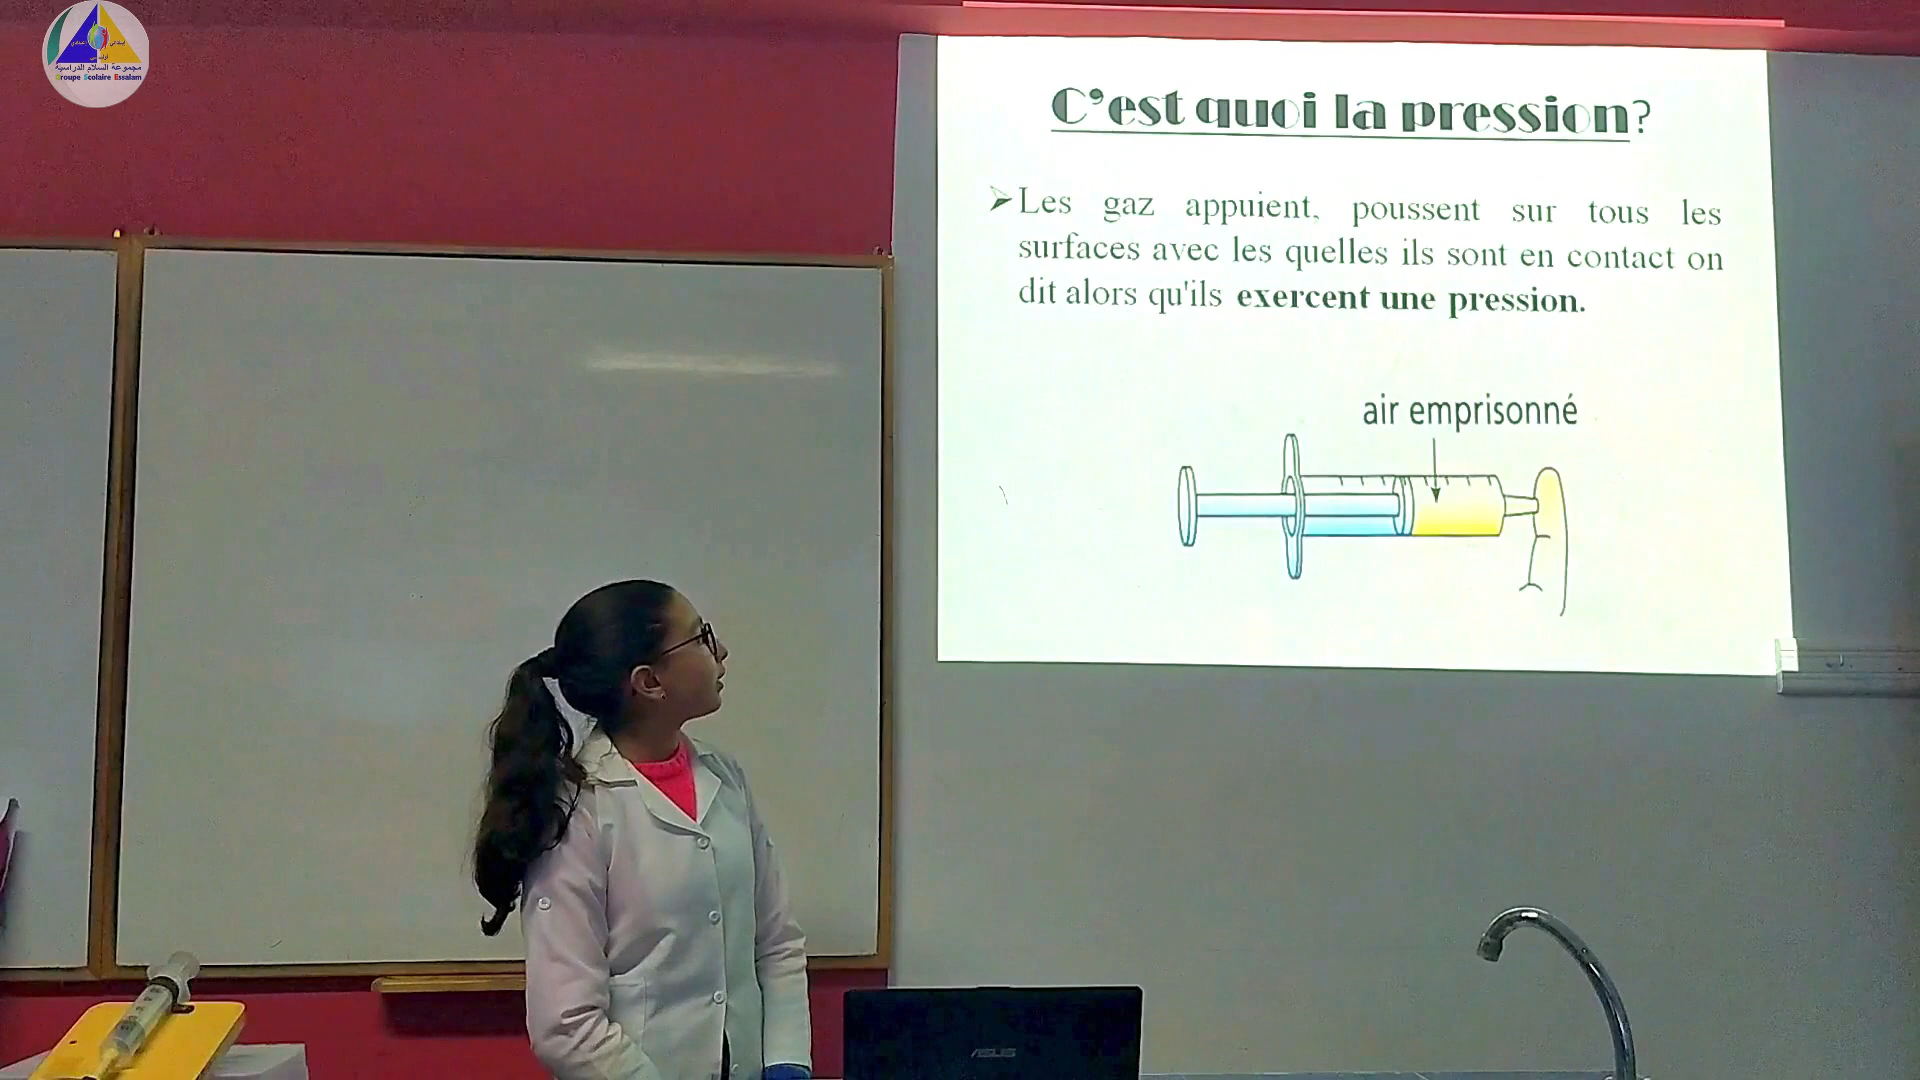 مجموعة السلام الدراسية
Groupe Scolaire Essalam
C'est quoi la pression?
Les gaz appuient, poussent sur tous les
surfaces avec les quelles ils sont en contact on
dit alors qu'ils exercent une pression.
air emprisonné
ASUS